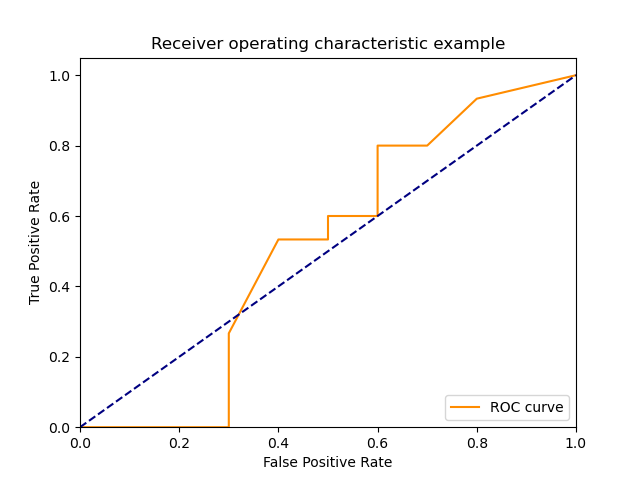 Receiver operating characteristic example
True Positive Rate
1.0
0.8
0.6
0.4
0.2
0.0
0.0 0.2 0.4 0.6 0.8 1.0
False Positive Rate
ROC curve